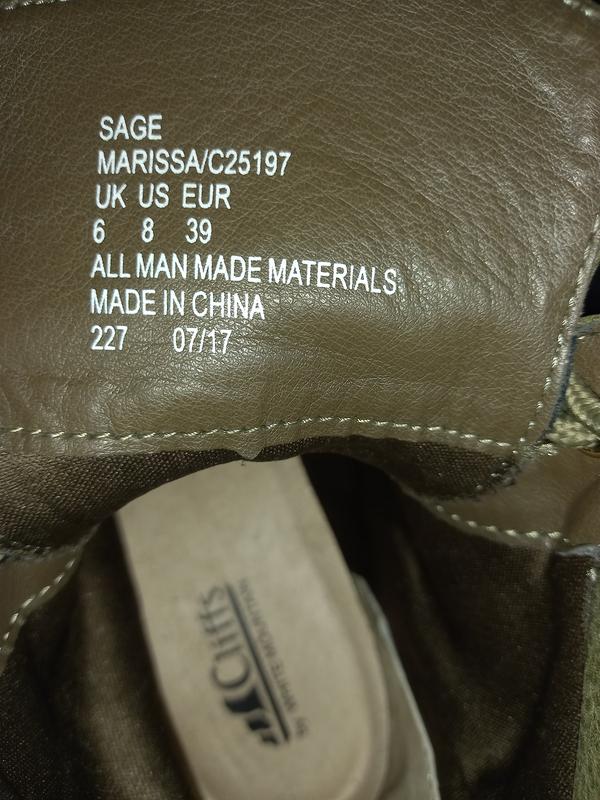 SAGE
MARISSA/C25197
UK US EUR
6 8 39
ALL MAN MADE MATERIALS
MADE IN CHINA
227 07/17
Cliffs
by WHITE MOUNTAIN